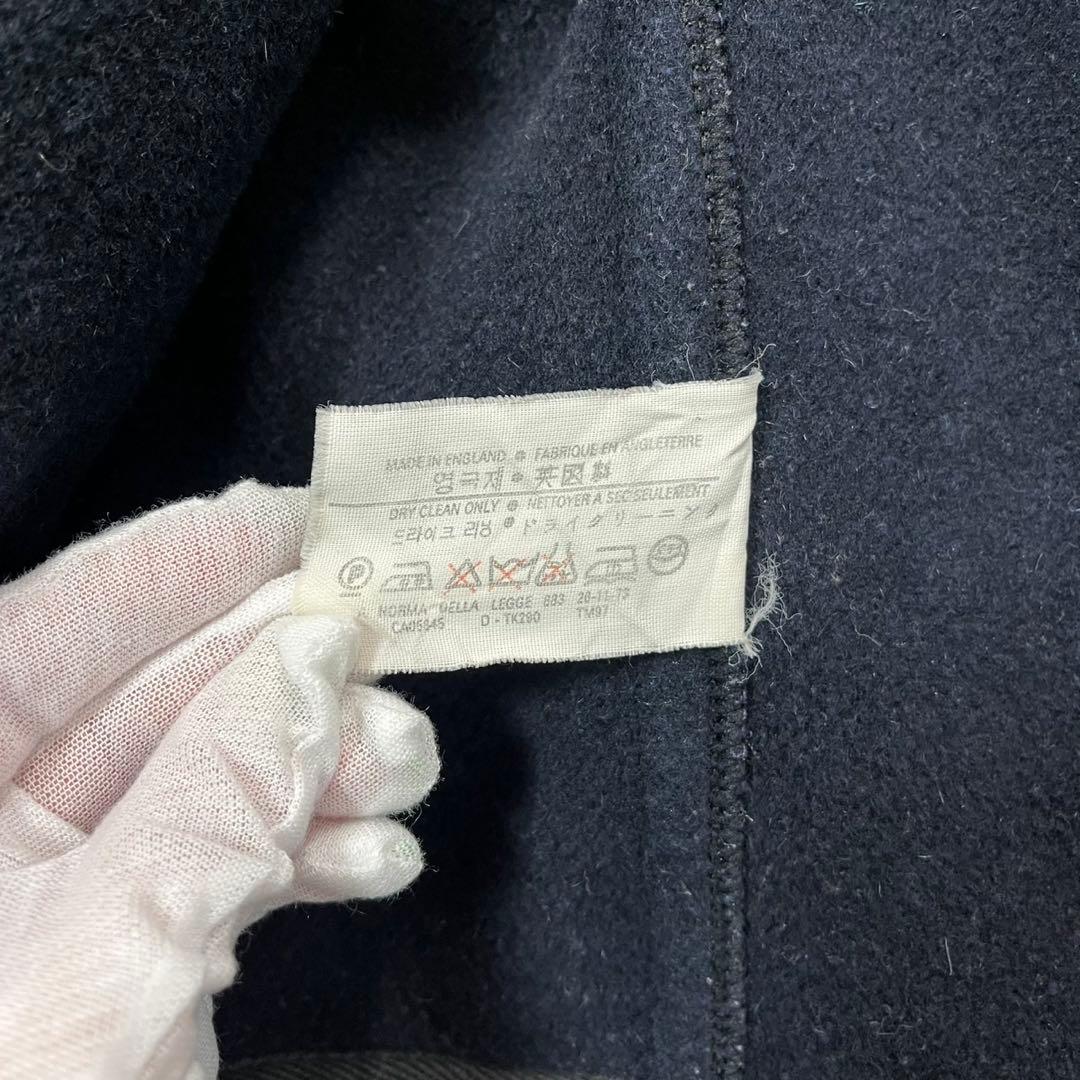 MADE IN ENGLAND ● FABRIQUE EN ANGLETERRE
영국제 ● 英国製
DRY CLEAN ONLY ● NETTOYER A SEC SEULEMENT
드라이크리닝 ● ドライクリーニング
P
A NORMA DELLA LEGGE 883 26-11-73
CA05645 D - TK290 TM97